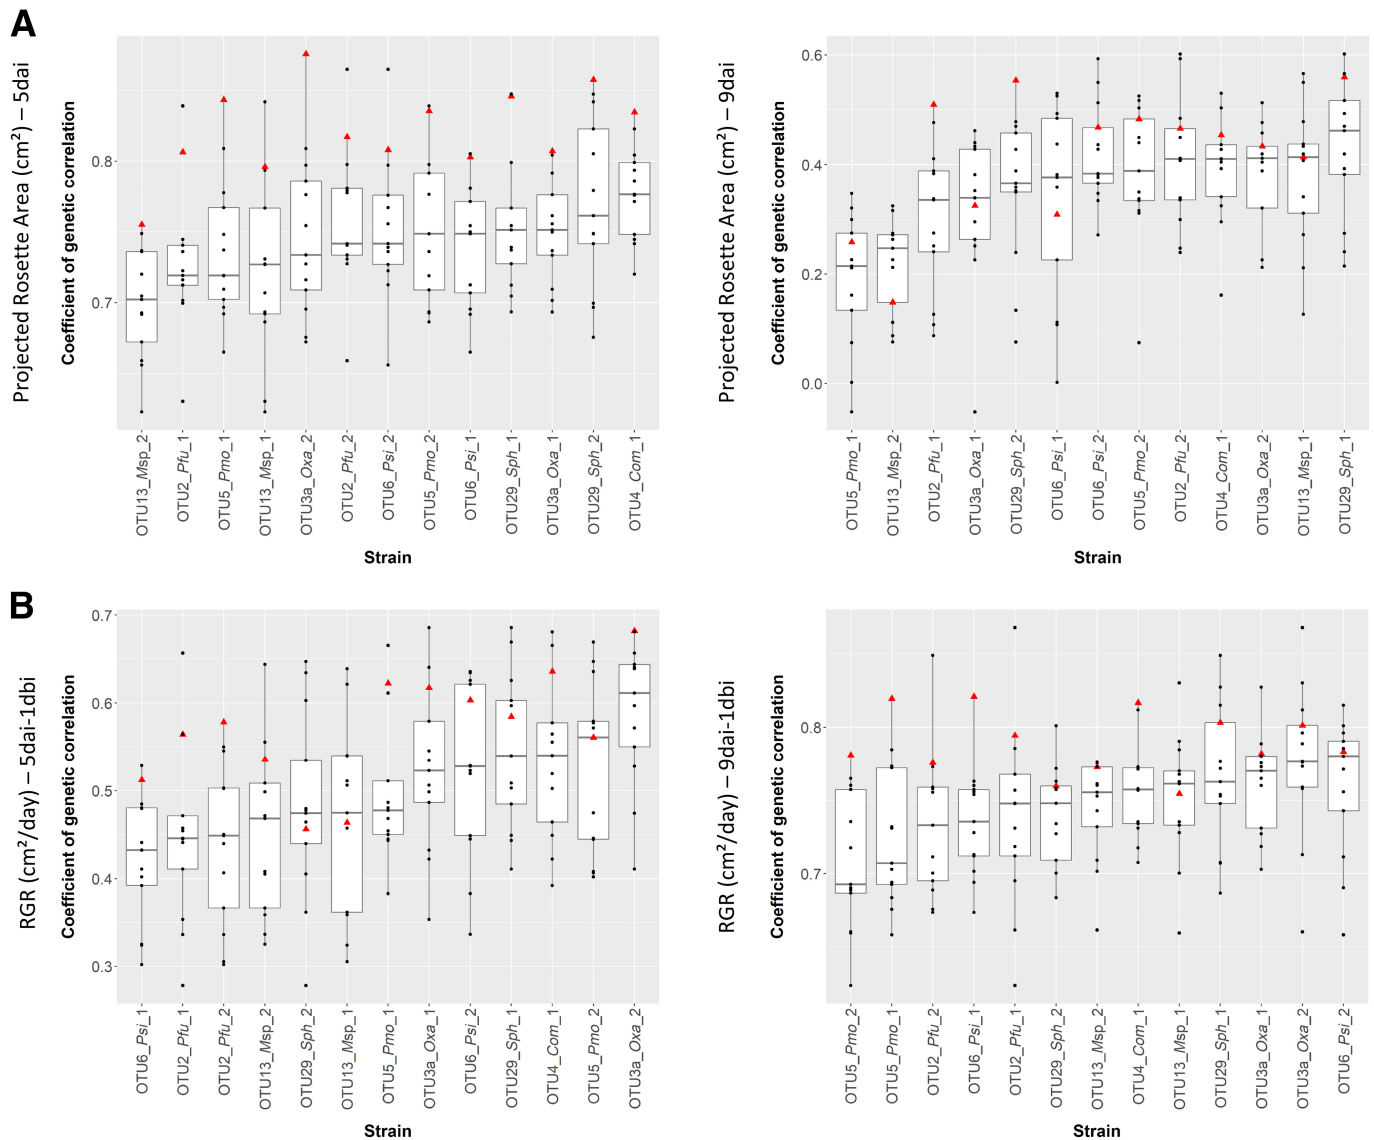 A
Projected Rosette Area (cm²) – 5dai
Coefficient of genetic correlation
0.8
0.7
OTU13_Msp_2
OTU2_Pfu_1
OTU5_Pmo_1
OTU13_Msp_1
OTU3a_Oxa_2
OTU2_Pfu_2
OTU6_Psi_2
OTU5_Pmo_2
OTU6_Psi_1
OTU29_Sph_1
OTU3a_Oxa_1
OTU29_Sph_2
OTU4_Com_1
Strain
Projected Rosette Area (cm²) – 9dai
Coefficient of genetic correlation
0.6
0.4
0.2
0.0
OTU5_Pmo_1
OTU13_Msp_2
OTU2_Pfu_1
OTU3a_Oxa_1
OTU29_Sph_2
OTU6_Psi_1
OTU6_Psi_2
OTU5_Pmo_2
OTU2_Pfu_2
OTU4_Com_1
OTU3a_Oxa_2
OTU13_Msp_1
OTU29_Sph_1
Strain
B
RGR (cm²/day) – 5dai-1dbi
Coefficient of genetic correlation
0.7
0.6
0.5
0.4
0.3
OTU6_Psi_1
OTU2_Pfu_1
OTU2_Pfu_2
OTU13_Msp_2
OTU29_Sph_2
OTU13_Msp_1
OTU5_Pmo_1
OTU3a_Oxa_1
OTU6_Psi_2
OTU29_Sph_1
OTU4_Com_1
OTU5_Pmo_2
OTU3a_Oxa_2
Strain
RGR (cm²/day) – 9dai-1dbi
Coefficient of genetic correlation
0.8
0.7
OTU5_Pmo_2
OTU5_Pmo_1
OTU2_Pfu_2
OTU6_Psi_1
OTU2_Pfu_1
OTU29_Sph_2
OTU13_Msp_2
OTU4_Com_1
OTU13_Msp_1
OTU29_Sph_1
OTU3a_Oxa_1
OTU3a_Oxa_2
OTU6_Psi_2
Strain